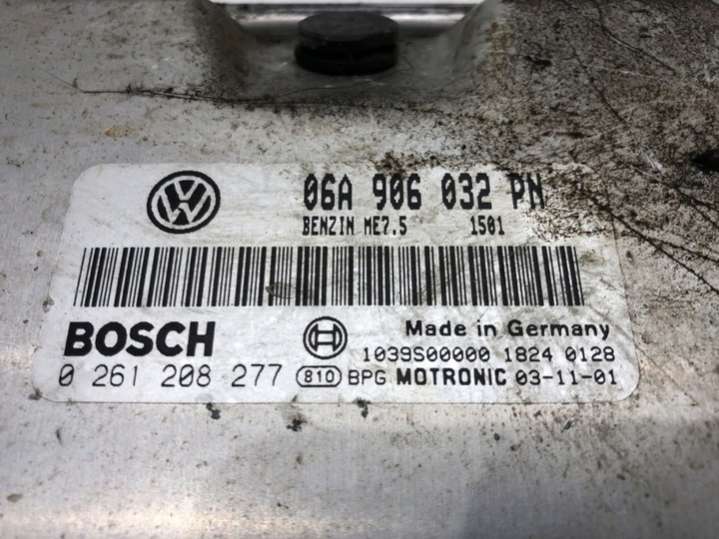 06A 906 032 PN
BENZIN ME7.5 1501
BOSCH
Made in Germany
1039S00000 1824 0128
0 261 208 277 810 BPG MOTRONIC 03-11-01